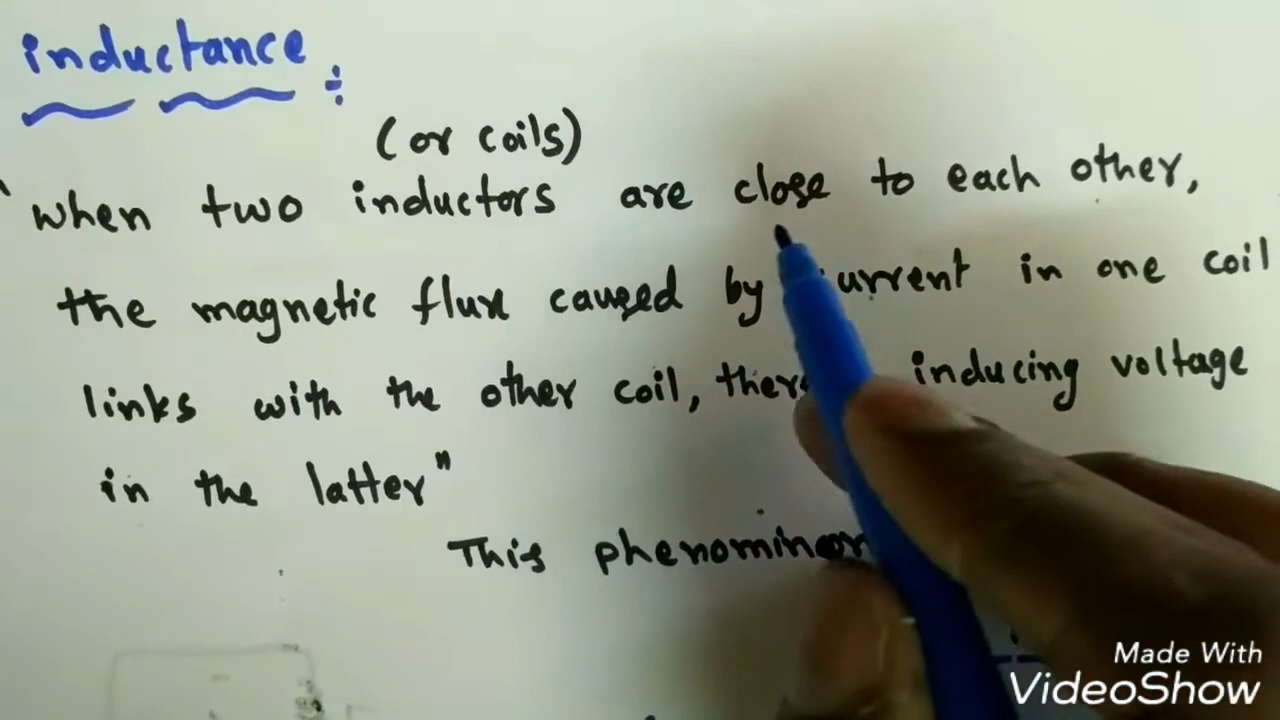 inductance :
(or coils)
"when two inductors are close to each other,
the magnetic flux caused by current in one coil
links with the other coil, inducing voltage
in the latter"
This phenominon
Made With
VideoShow